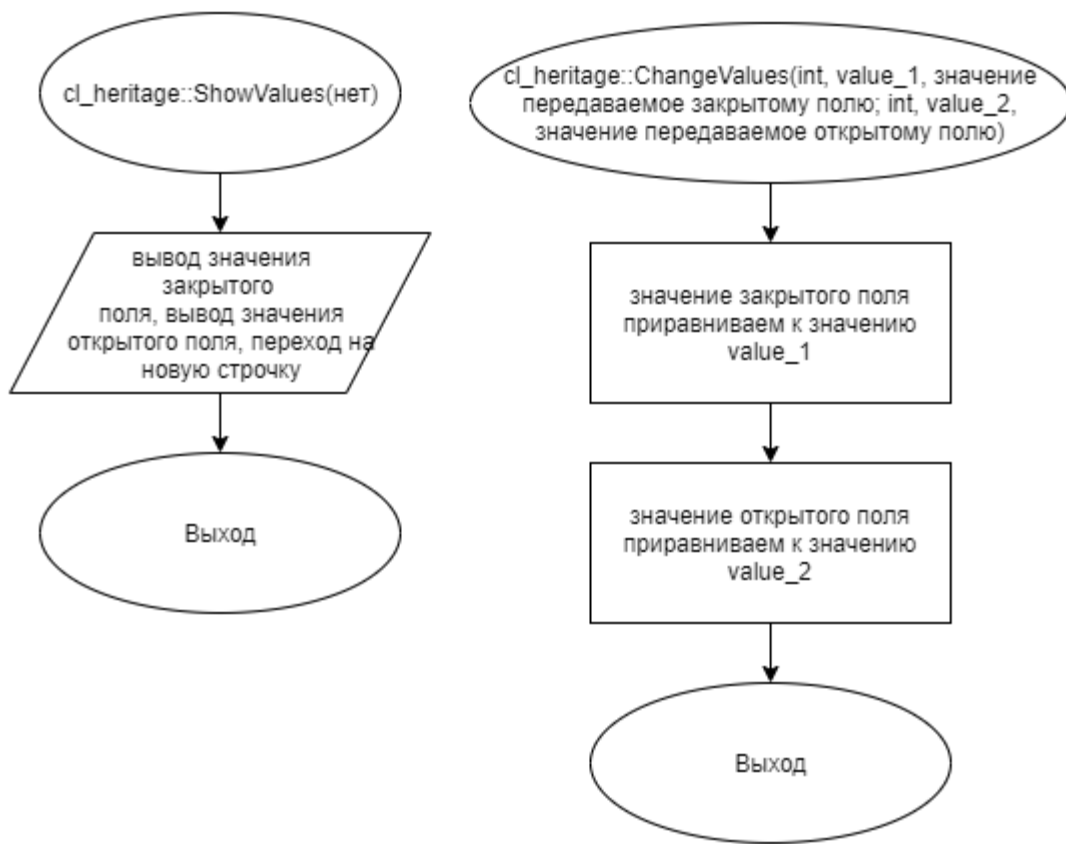 cl_heritage::ShowValues(нет)
вывод значения
закрытого
поля, вывод значения
открытого поля, переход на
новую строчку
Выход
cl_heritage::ChangeValues(int, value_1, значение
передаваемое закрытому полю; int, value_2,
значение передаваемое открытому полю)
значение закрытого поля
приравниваем к значению
value_1
значение открытого поля
приравниваем к значению
value_2
Выход